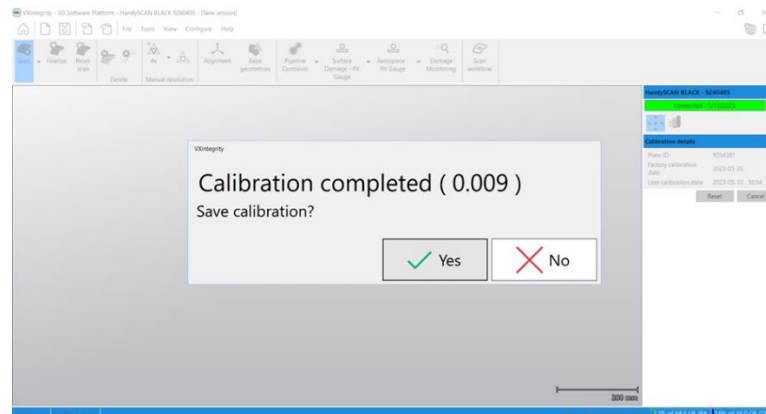 VXintegrity - 3D Software Platform - HandySCAN BLACK 9260405 - [New session]
File Tools View Configure Help
Scan
Finalize
Reset scan
Delete
4x
Manual resolution
Alignment
Basic geometries
Pipeline Corrosion
Surface Damage - Pit Gauge
Aerospace - Pit Gauge
Damage Monitoring
Scan workflow
HandySCAN BLACK - 9260405
Calibration details
Plate ID
Factory calibration date 2023-01-26
User calibration date
Reset Cancel
VXintegrity
Calibration completed ( 0.009 )
Save calibration?
Yes No
200 mm